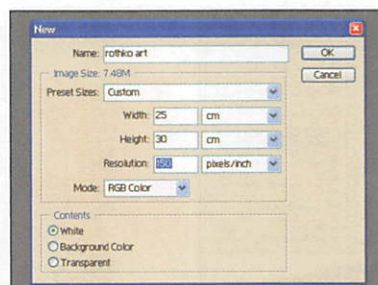 New
Name: rothko art
OK
Image Size: 7.48M
Cancel
Preset Sizes: Custom
Width: 25 cm
Height: 30 cm
Resolution: 150 pixels/inch
Mode: RGB Color
Contents
White
Background Color
Transparent